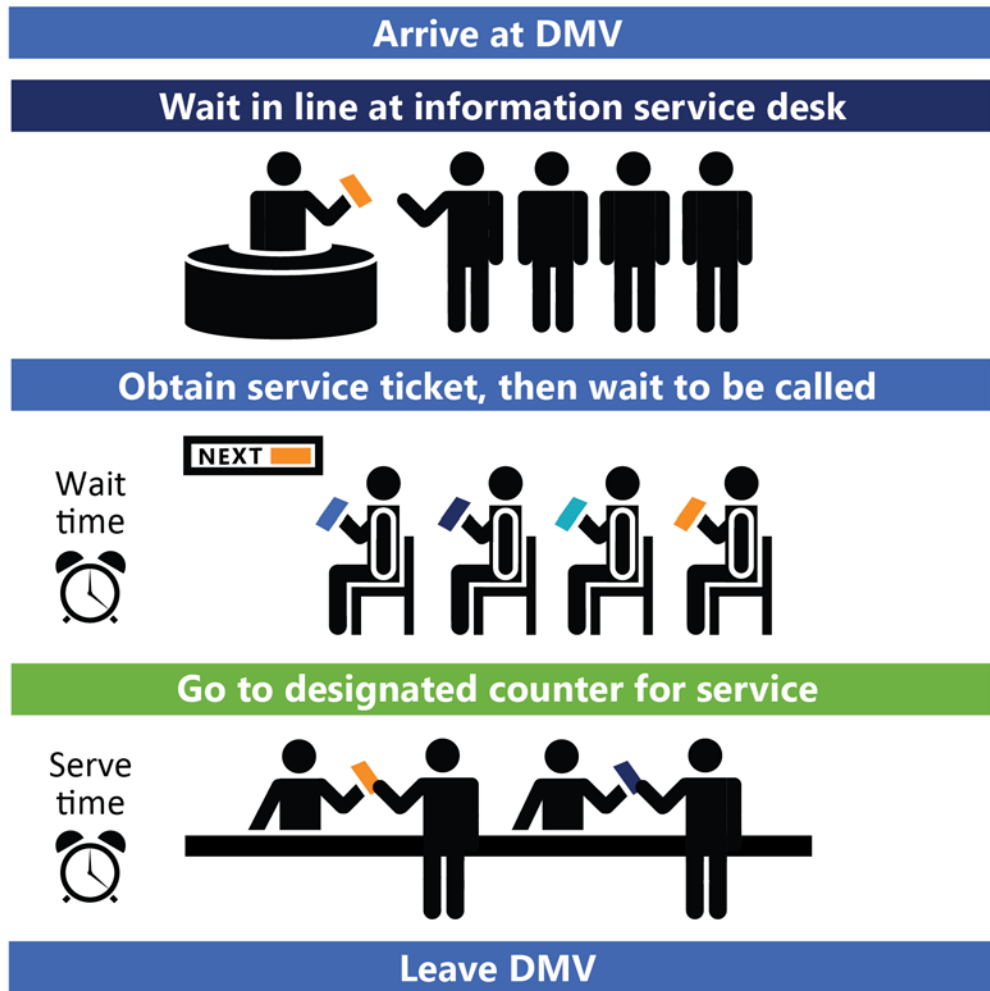 Arrive at DMV
Wait in line at information service desk
Obtain service ticket, then wait to be called
NEXT
Wait
time
Go to designated counter for service
Serve
time
Leave DMV